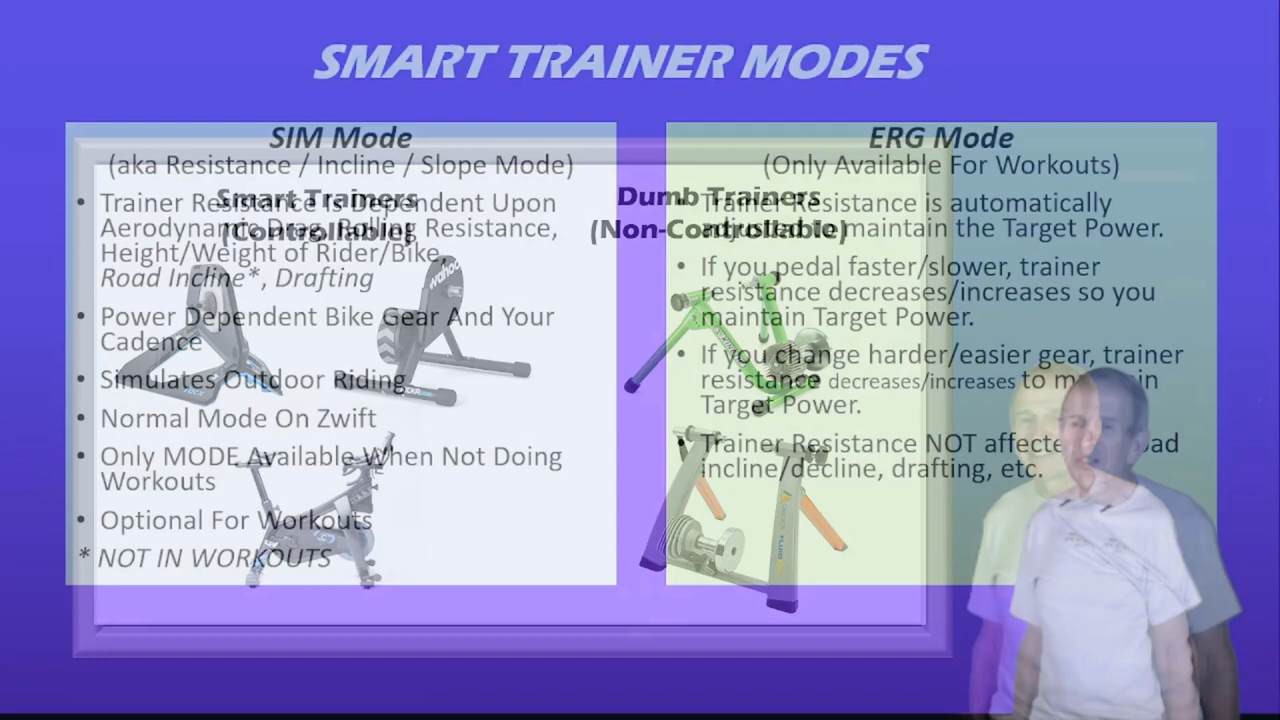 SMART TRAINER MODES
SIM Mode
(aka Resistance / Incline / Slope Mode)
• Trainer Resistance Is Dependent Upon
Aerodynamic Drag, Rolling Resistance,
Height/Weight of Rider/Bike,
Road Incline*, Drafting
• Power Dependent Bike Gear And Your
Cadence
• Simulates Outdoor Riding
• Normal Mode On Zwift
• Only MODE Available When Not Doing
Workouts
• Optional For Workouts
* NOT IN WORKOUTS
ERG Mode
(Only Available For Workouts)
Trainer Resistance is automatically
adjusted to maintain the Target Power.
• If you pedal faster/slower, trainer
resistance decreases/increases so you
maintain Target Power.
• If you change harder/easier gear, trainer
resistance decreases/increases to maintain
Target Power.
Trainer Resistance NOT affected road
incline/decline, drafting, etc.
Smart Trainers
(Controllable)
Dumb Trainers
(Non-Controllable)
wahoo